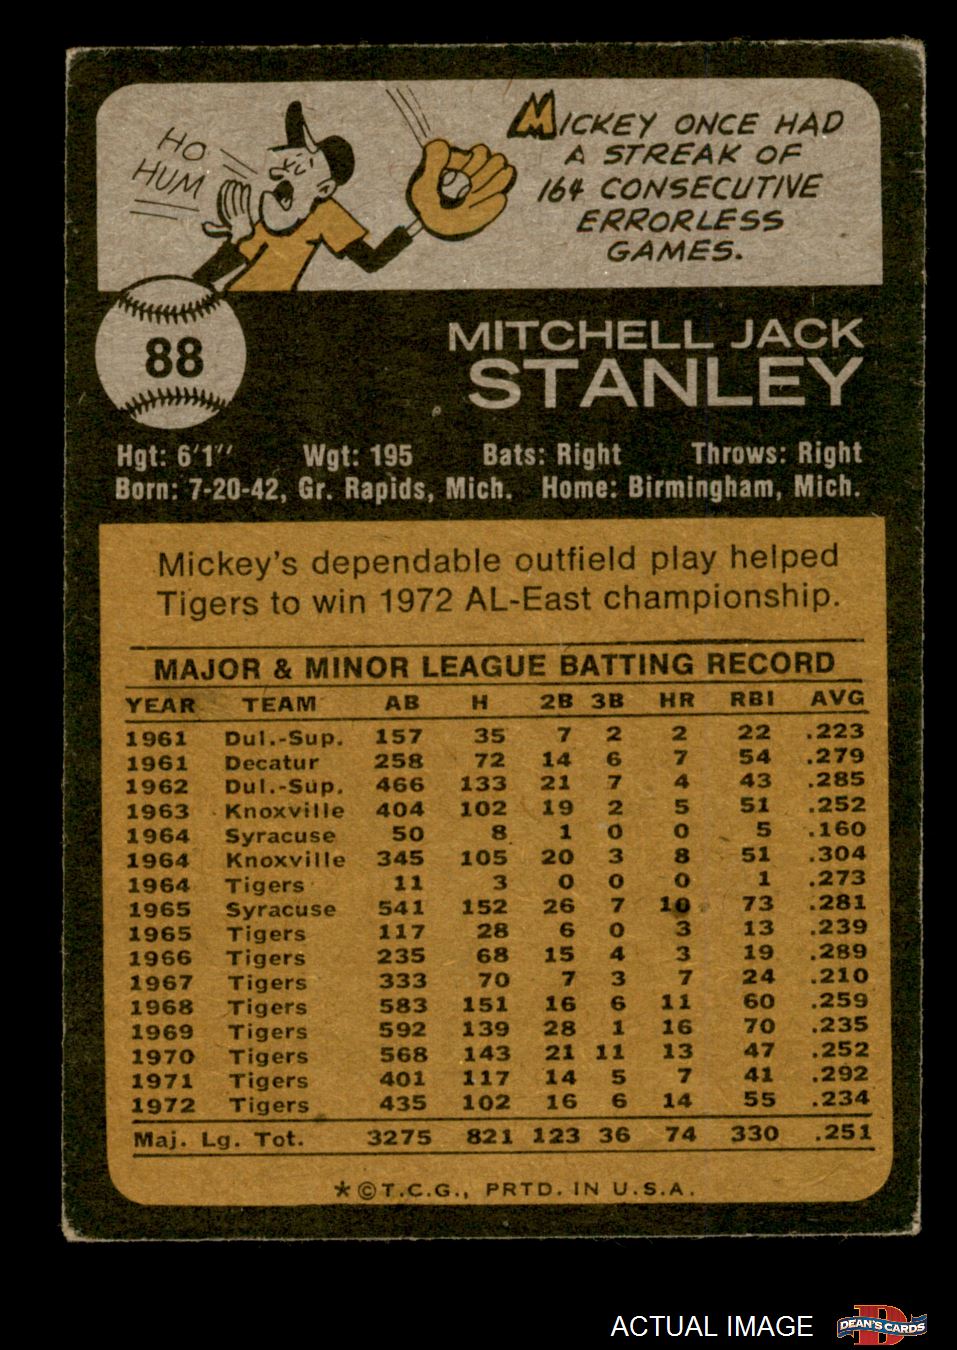 HO
HUM
MICKEY ONCE HAD
A STREAK OF
164 CONSECUTIVE
ERRORLESS
GAMES.
88
MITCHELL JACK
STANLEY
Hgt: 6'1" Wgt: 195 Bats: Right Throws: Right
Born: 7-20-42, Gr. Rapids, Mich. Home: Birmingham, Mich.
Mickey's dependable outfield play helped
Tigers to win 1972 AL-East championship.
MAJOR & MINOR LEAGUE BATTING RECORD
YEAR TEAM AB H 2B 3B HR RBI AVG
1961 Dul.-Sup. 157 35 7 2 2 22 .223
1961 Decatur 258 72 14 6 7 54 .279
1962 Dul.-Sup. 466 133 21 7 4 43 .285
1963 Knoxville 404 102 19 2 5 51 .252
1964 Syracuse 50 8 1 0 0 5 .160
1964 Knoxville 345 105 20 3 8 51 .304
1964 Tigers 11 3 0 0 0 1 .273
1965 Syracuse 541 152 26 7 10 73 .281
1965 Tigers 117 28 6 0 3 13 .239
1966 Tigers 235 68 15 4 3 19 .289
1967 Tigers 333 70 7 3 7 24 .210
1968 Tigers 583 151 16 6 11 60 .259
1969 Tigers 592 139 28 1 16 70 .235
1970 Tigers 568 143 21 11 13 47 .252
1971 Tigers 401 117 14 5 7 41 .292
1972 Tigers 435 102 16 6 14 55 .234
Maj. Lg. Tot. 3275 821 123 36 74 330 .251
*©T.C.G., PRTD. IN U.S.A.
ACTUAL IMAGE
D
DEAN'S CARDS